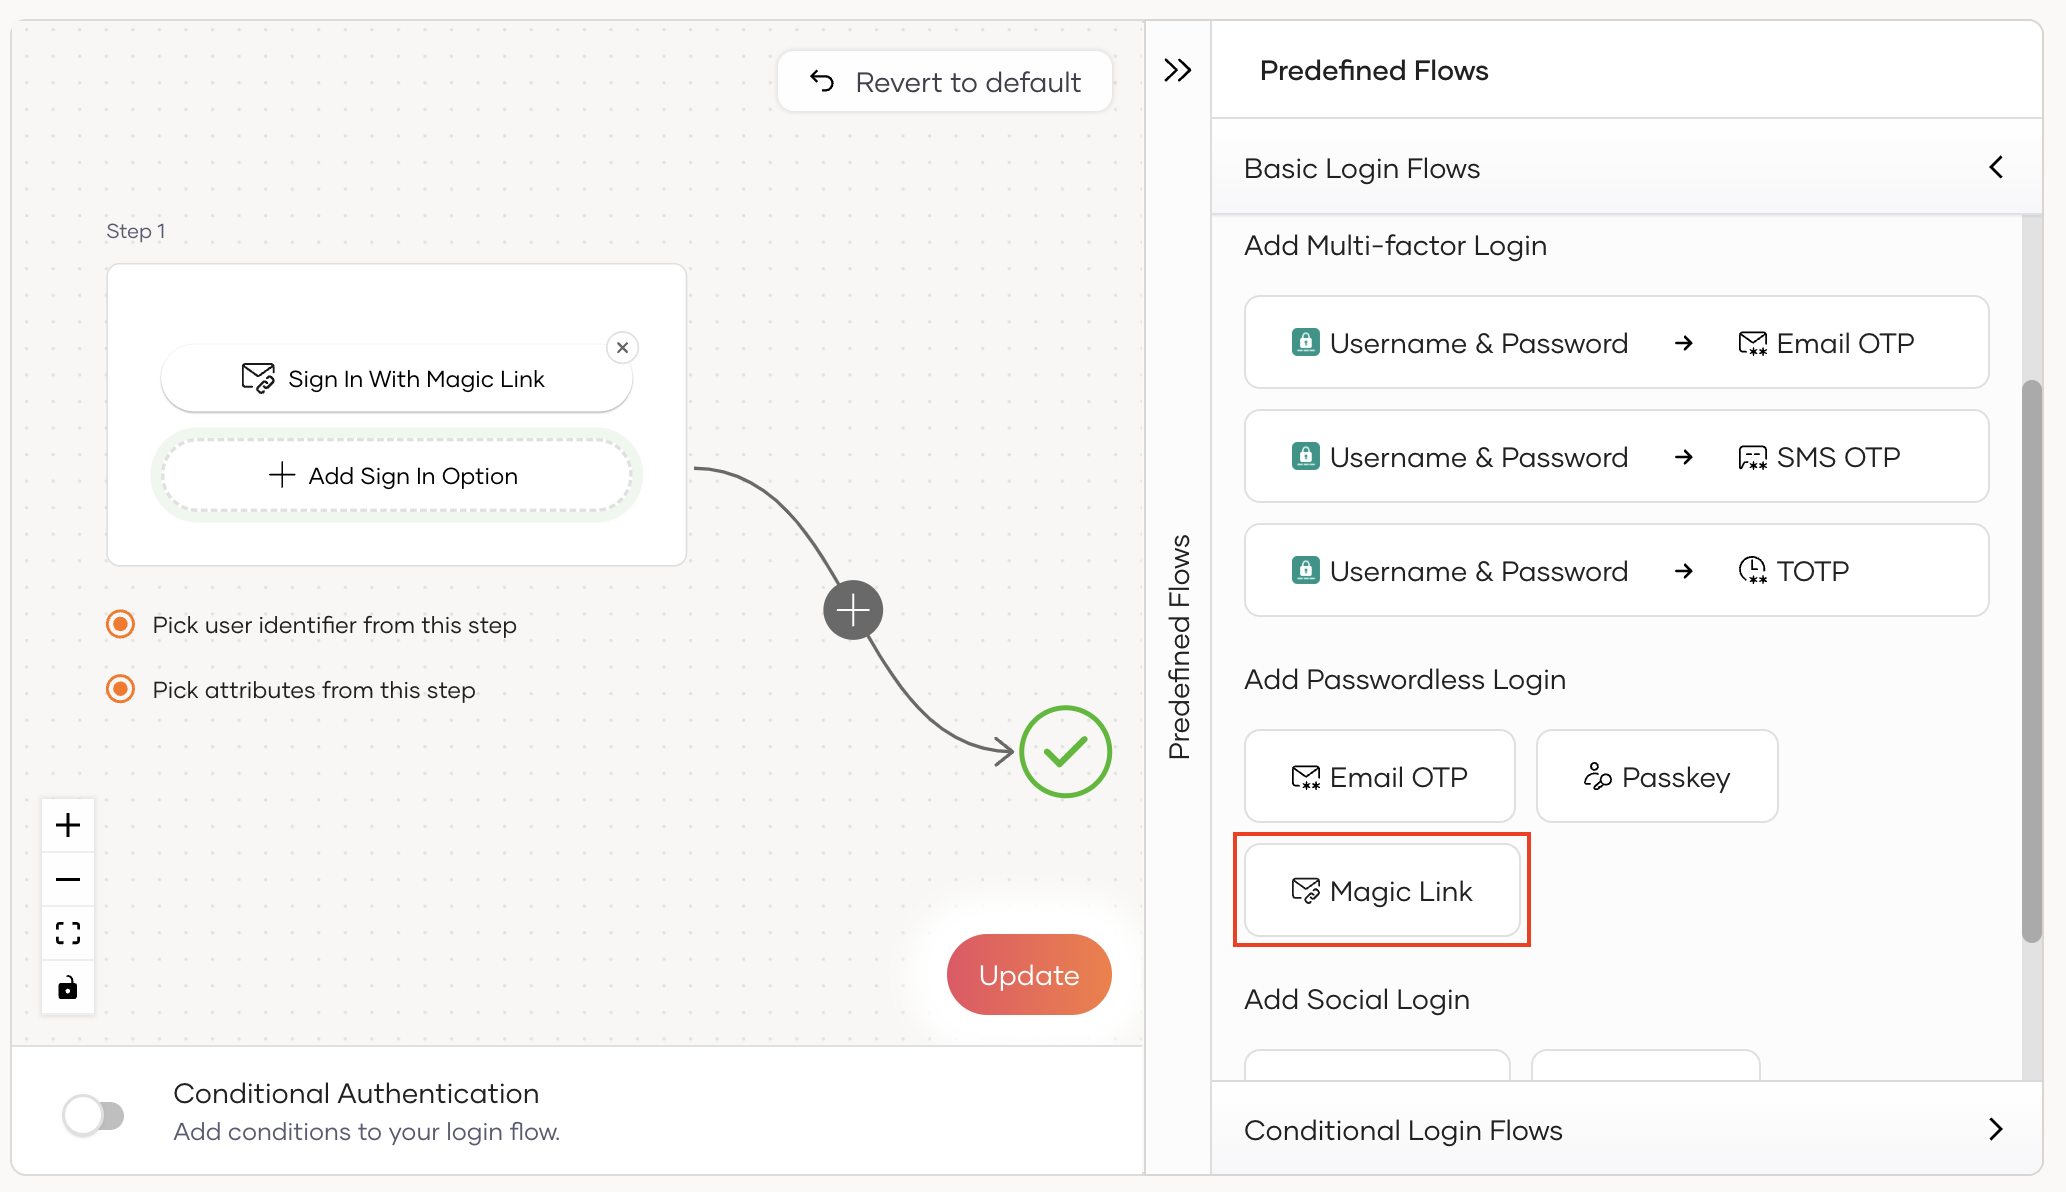 Revert to default
Step 1
Sign In With Magic Link
Add Sign In Option
Pick user identifier from this step
Pick attributes from this step
Update
Conditional Authentication
Add conditions to your login flow.
Predefined Flows
Predefined Flows
Basic Login Flows
Add Multi-factor Login
Username & Password → Email OTP
Username & Password → SMS OTP
Username & Password → TOTP
Add Passwordless Login
Email OTP
Passkey
Magic Link
Add Social Login
Conditional Login Flows